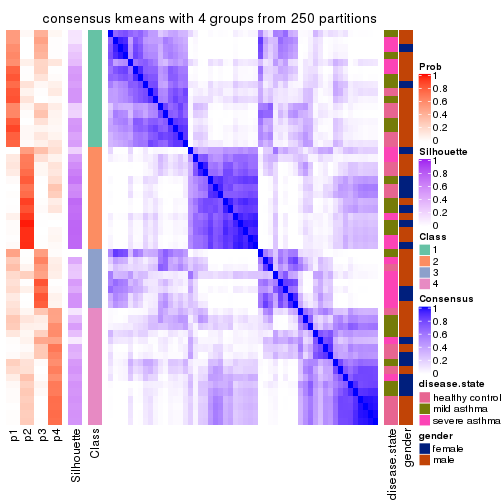 consensus kmeans with 4 groups from 250 partitions
p1
p2
p3
p4
Silhouette
Class
disease.state
gender
Prob
1
0.8
0.6
0.4
0.2
0
Silhouette
1
0.8
0.6
0.4
0.2
0
Class
1
2
3
4
Consensus
1
0.8
0.6
0.4
0.2
0
disease.state
healthy control
mild asthma
severe asthma
gender
female
male